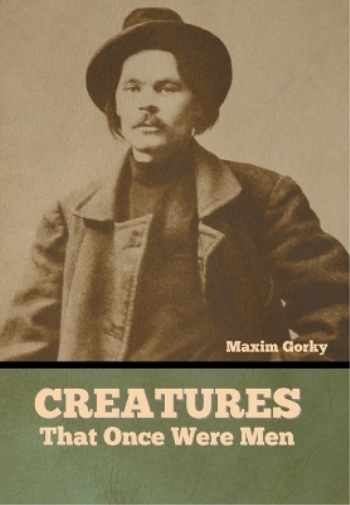 Maxim Gorky
CREATURES
That Once Were Men